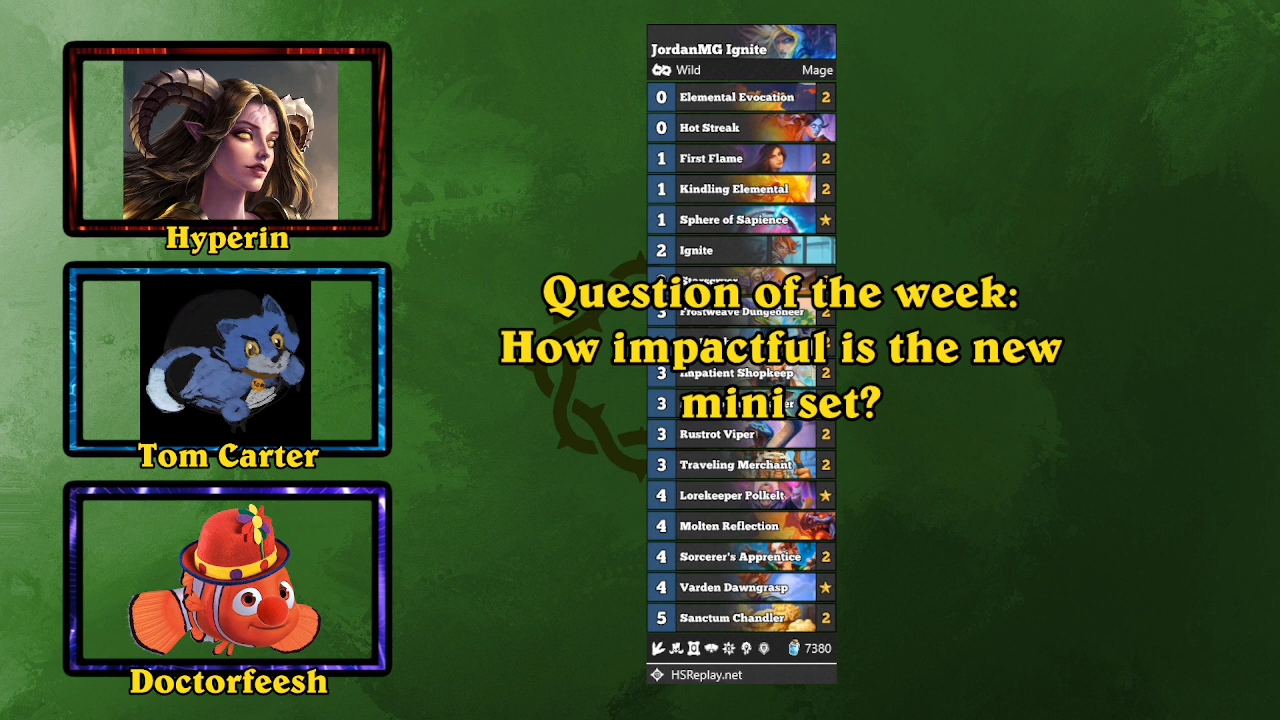 Hyperin
Tom Carter
Doctorfeesh
JordanMG Ignite
Wild Mage
0 Elemental Evocation 2
0 Hot Streak
1 First Flame 2
1 Kindling Elemental 2
1 Sphere of Sapience ★
2 Ignite
3 Frostweave Dungeoneer 2
3 Impatient Shopkeep 2
3
3 Rustrot Viper 2
3 Traveling Merchant 2
4 Lorekeeper Polkelt ★
4 Molten Reflection
4 Sorcerer's Apprentice 2
4 Varden Dawngrasp ★
5 Sanctum Chandler 2
7380
HSReplay.net
Question of the week:
How impactful is the new
mini set?